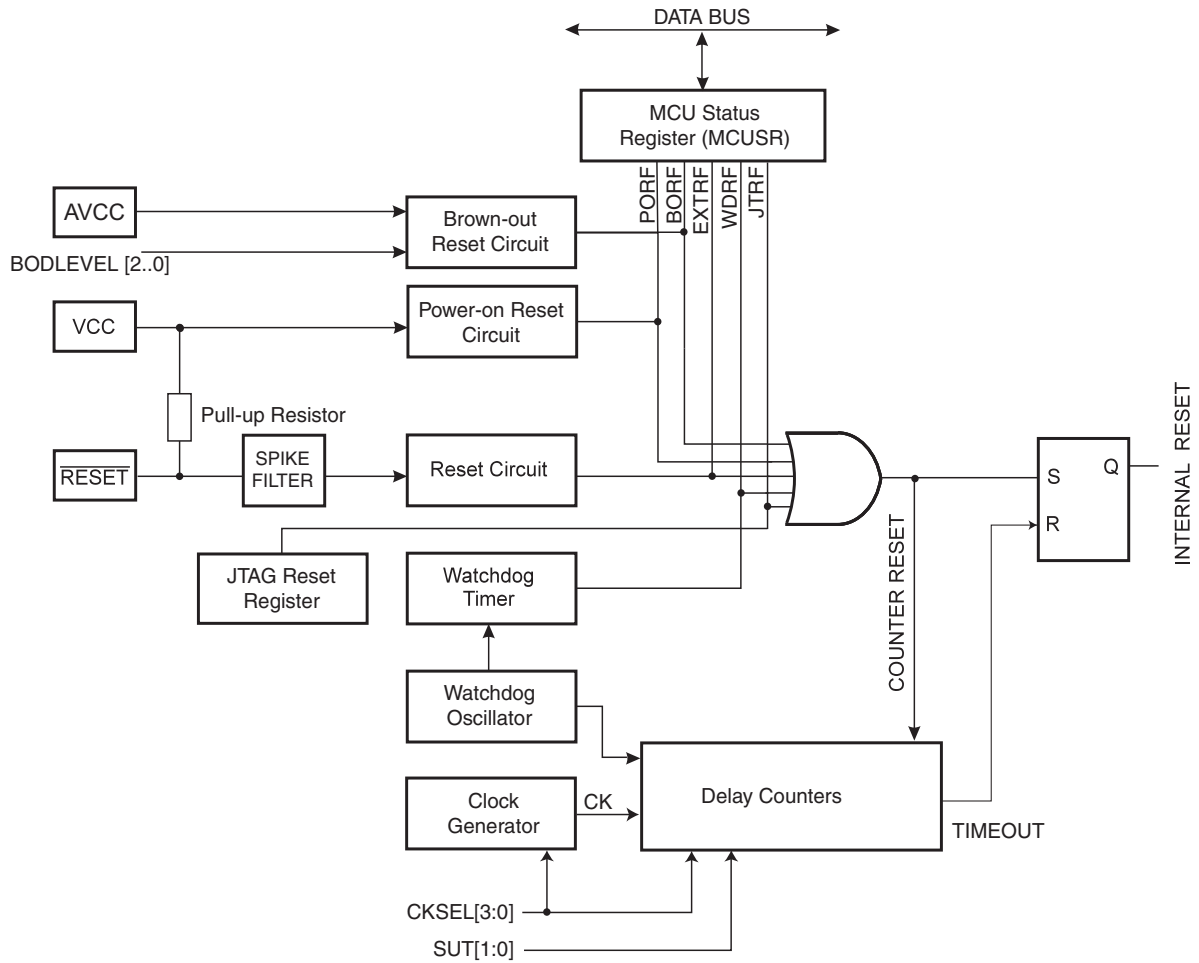 DATA BUS
MCU Status
Register (MCUSR)
PORF
BORF
EXTRF
WDRF
JTRF
AVCC
BODLEVEL [2..0]
Brown-out
Reset Circuit
VCC
Power-on Reset
Circuit
Pull-up Resistor
RESET
SPIKE
FILTER
Reset Circuit
JTAG Reset
Register
Watchdog
Timer
Watchdog
Oscillator
Clock
Generator
CK
Delay Counters
CKSEL[3:0]
SUT[1:0]
COUNTER RESET
TIMEOUT
S
R
Q
INTERNAL RESET